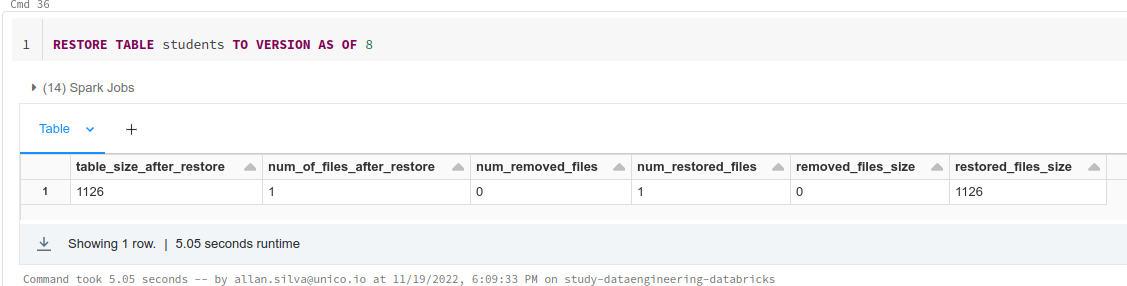 Cmd 36
1 RESTORE TABLE students TO VERSION AS OF 8
(14) Spark Jobs
Table +
table_size_after_restore num_of_files_after_restore num_removed_files num_restored_files removed_files_size restored_files_size
1 1126 1 0 1 0 1126
Showing 1 row. | 5.05 seconds runtime
Command took 5.05 seconds -- by allan.silva@unico.io at 11/19/2022, 6:09:33 PM on study-dataengineering-databricks